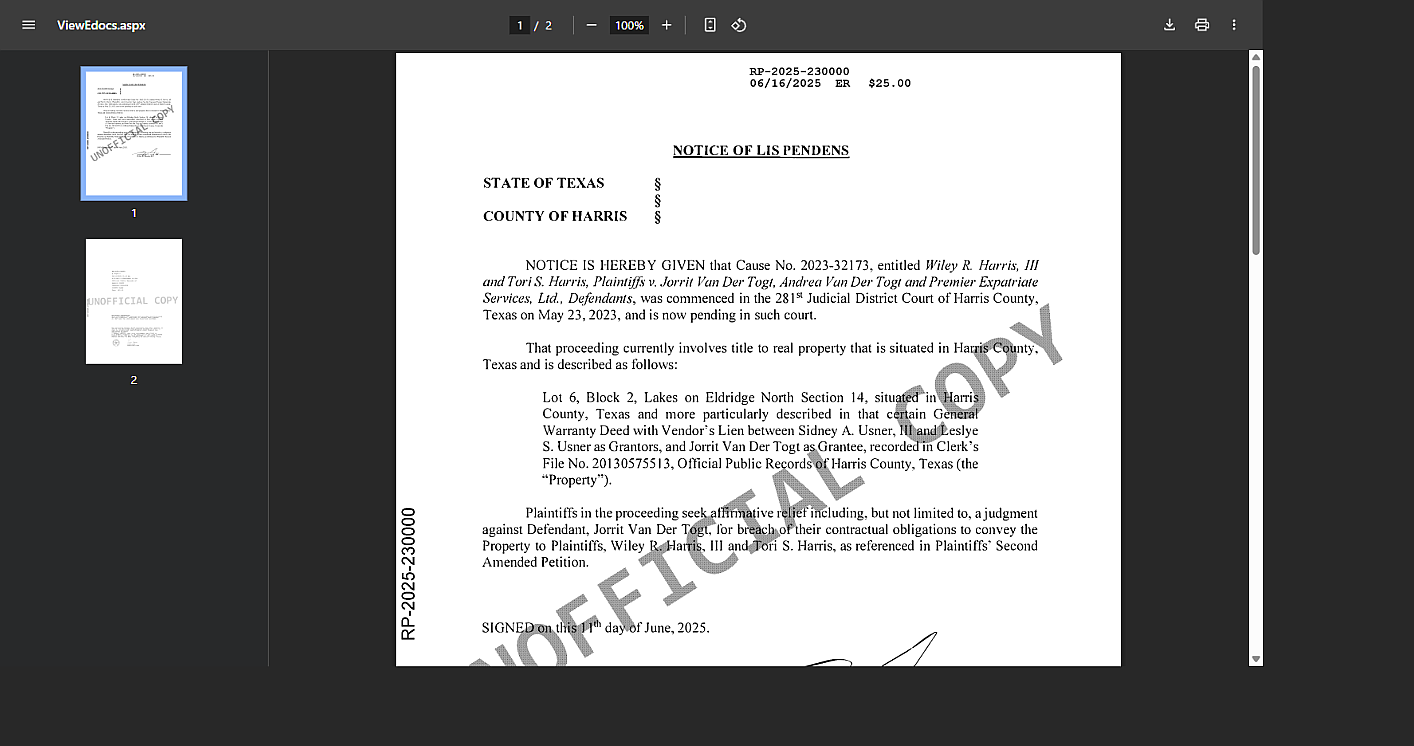 ViewEdocs.aspx
1 / 2
100%
1
2
RP-2025-230000
06/16/2025 ER $25.00
NOTICE OF LIS PENDENS
STATE OF TEXAS §
§
COUNTY OF HARRIS §
NOTICE IS HEREBY GIVEN that Cause No. 2023-32173, entitled Wiley R. Harris, III
and Tori S. Harris, Plaintiffs v. Jorrit Van Der Togt, Andrea Van Der Togt and Premier Expatriate
Services, Ltd., Defendants, was commenced in the 281st Judicial District Court of Harris County,
Texas on May 23, 2023, and is now pending in such court.
That proceeding currently involves title to real property that is situated in Harris County,
Texas and is described as follows:
Lot 6, Block 2, Lakes on Eldridge North Section 14, situated in Harris
County, Texas and more particularly described in that certain General
Warranty Deed with Vendor’s Lien between Sidney A. Usner, III and Leslye
S. Usner as Grantors, and Jorrit Van Der Togt as Grantee, recorded in Clerk’s
File No. 20130575513, Official Public Records of Harris County, Texas (the
“Property”).
Plaintiffs in the proceeding seek affirmative relief including, but not limited to, a judgment
against Defendant, Jorrit Van Der Togt, for breach of their contractual obligations to convey the
Property to Plaintiffs, Wiley R. Harris, III and Tori S. Harris, as referenced in Plaintiffs’ Second
Amended Petition.
SIGNED on this 11th day of June, 2025.
RP-2025-230000
UNOFFICIAL COPY
UNOFFICIAL COPY
UNOFFICIAL COPY